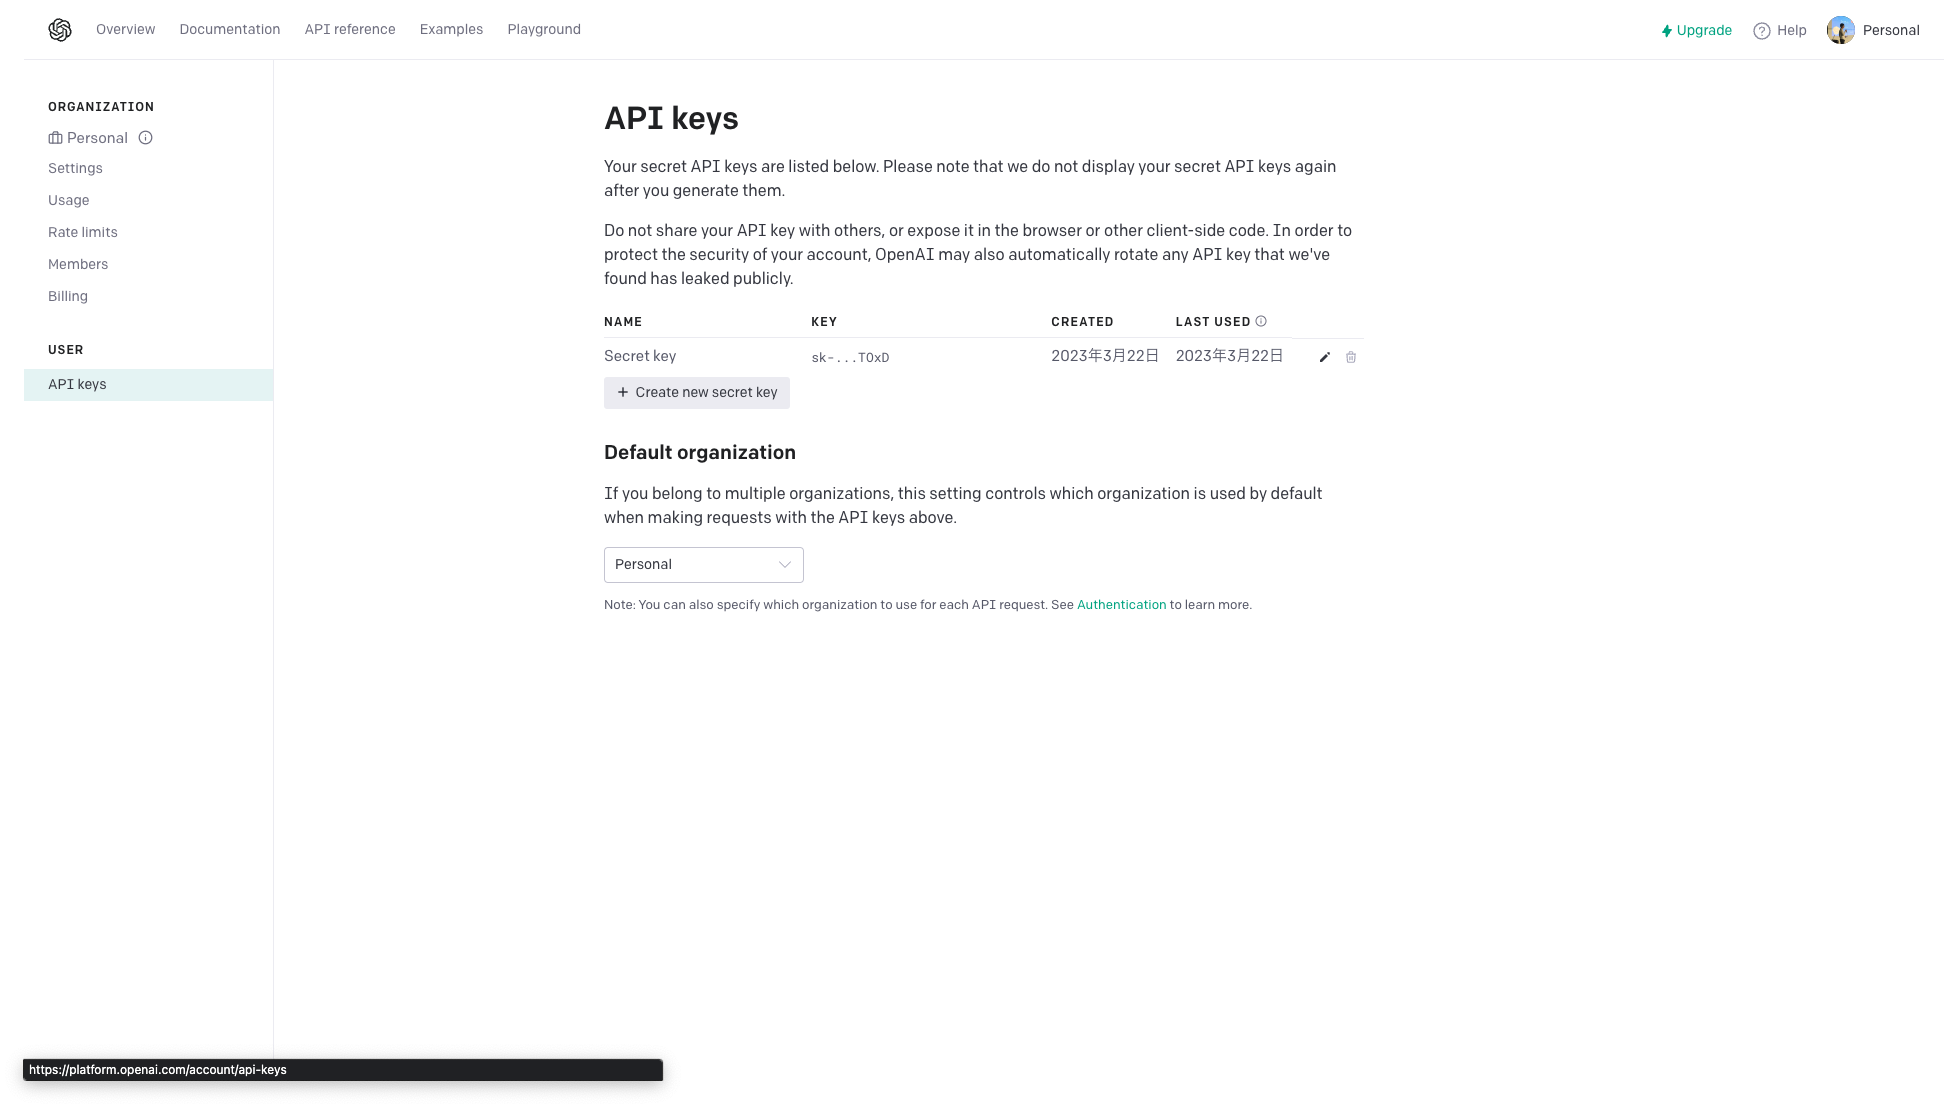 Overview Documentation API reference Examples Playground
Upgrade Help Personal
ORGANIZATION
Personal
Settings
Usage
Rate limits
Members
Billing
USER
API keys
API keys
Your secret API keys are listed below. Please note that we do not display your secret API keys again
after you generate them.
Do not share your API key with others, or expose it in the browser or other client-side code. In order to
protect the security of your account, OpenAI may also automatically rotate any API key that we've
found has leaked publicly.
NAME KEY CREATED LAST USED
Secret key sk-...TOxD 2023年3月22日 2023年3月22日
+ Create new secret key
Default organization
If you belong to multiple organizations, this setting controls which organization is used by default
when making requests with the API keys above.
Personal
Note: You can also specify which organization to use for each API request. See Authentication to learn more.
https://platform.openai.com/account/api-keys